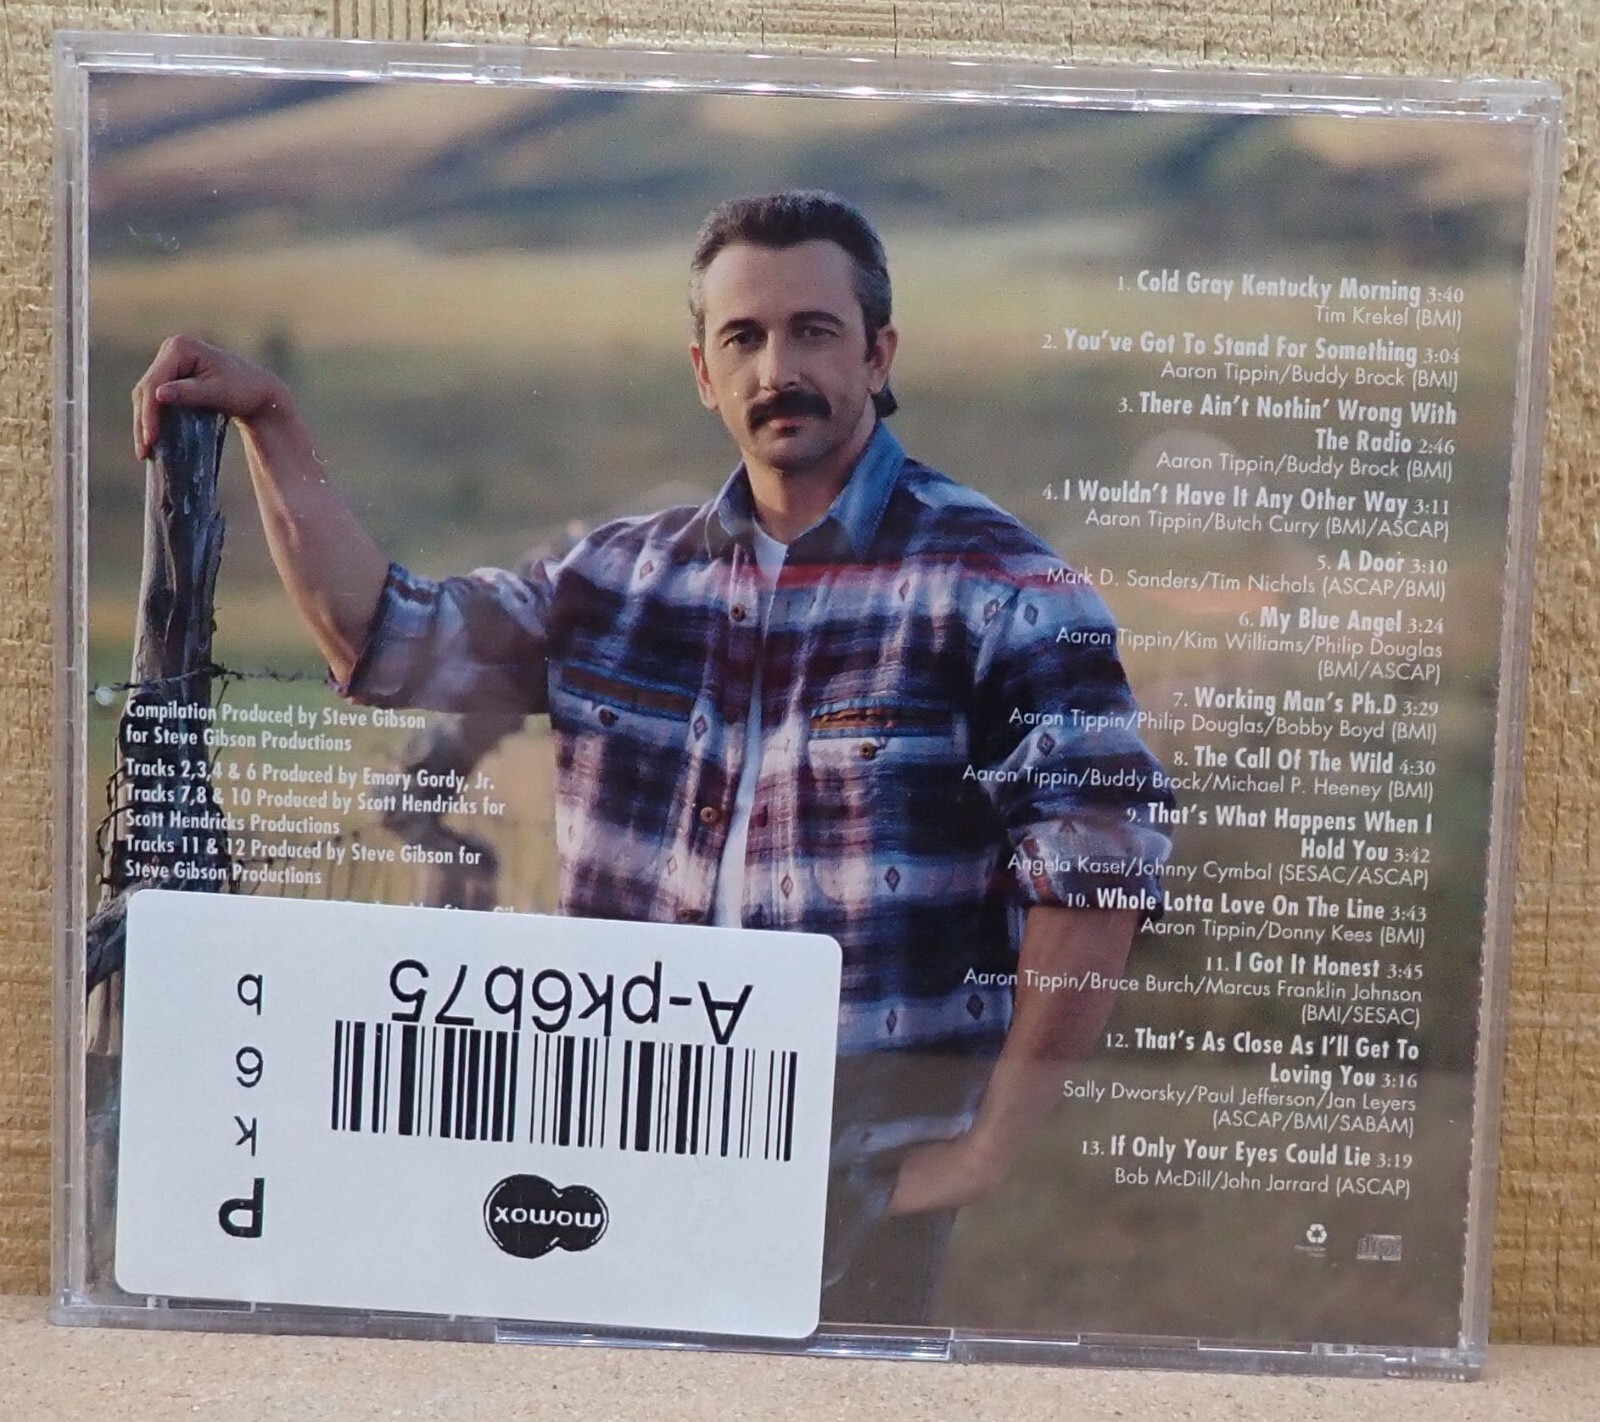 1. Cold Gray Kentucky Morning 3:40
Tim Krekel (BMI)
2. You've Got To Stand For Something 3:04
Aaron Tippin/Buddy Brock (BMI)
3. There Ain't Nothin' Wrong With
The Radio 2:46
Aaron Tippin/Buddy Brock (BMI)
4. I Wouldn't Have It Any Other Way 3:11
Aaron Tippin/Butch Curry (BMI/ASCAP)
5. A Door 3:10
Mark D. Sanders/Tim Nichols (ASCAP/BMI)
6. My Blue Angel 3:24
Aaron Tippin/Kim Williams/Philip Douglas
(BMI/ASCAP)
7. Working Man's Ph.D 3:29
Aaron Tippin/Philip Douglas/Bobby Boyd (BMI)
8. The Call Of The Wild 4:30
Aaron Tippin/Buddy Brock/Michael P. Heeney (BMI)
9. That's What Happens When I
Hold You 3:42
Angela Kaset/Johnny Cymbal (SESAC/ASCAP)
10. Whole Lotta Love On The Line 3:43
Aaron Tippin/Donny Kees (BMI)
11. I Got It Honest 3:45
Aaron Tippin/Bruce Burch/Marcus Franklin Johnson
(BMI/SESAC)
12. That's As Close As I'll Get To
Loving You 3:16
Sally Dworsky/Paul Jefferson/Jan Leyers
(ASCAP/BMI/SABAM)
13. If Only Your Eyes Could Lie 3:19
Bob McDill/John Jarrard (ASCAP)
Compilation Produced by Steve Gibson
for Steve Gibson Productions
Tracks 2,3,4 & 6 Produced by Emory Gordy, Jr.
Tracks 7,8 & 10 Produced by Scott Hendricks for
Scott Hendricks Productions
Tracks 11 & 12 Produced by Steve Gibson for
Steve Gibson Productions
A-pk6b75
momox
P
k
6
b